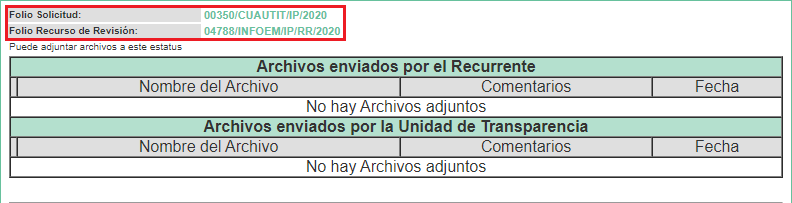 Folio Solicitud: 00350/CUAUTIT/IP/2020
Folio Recurso de Revisión: 04788/INFOEM/IP/RR/2020
Puede adjuntar archivos a este estatus
Archivos enviados por el Recurrente
Nombre del Archivo Comentarios Fecha
No hay Archivos adjuntos
Archivos enviados por la Unidad de Transparencia
Nombre del Archivo Comentarios Fecha
No hay Archivos adjuntos